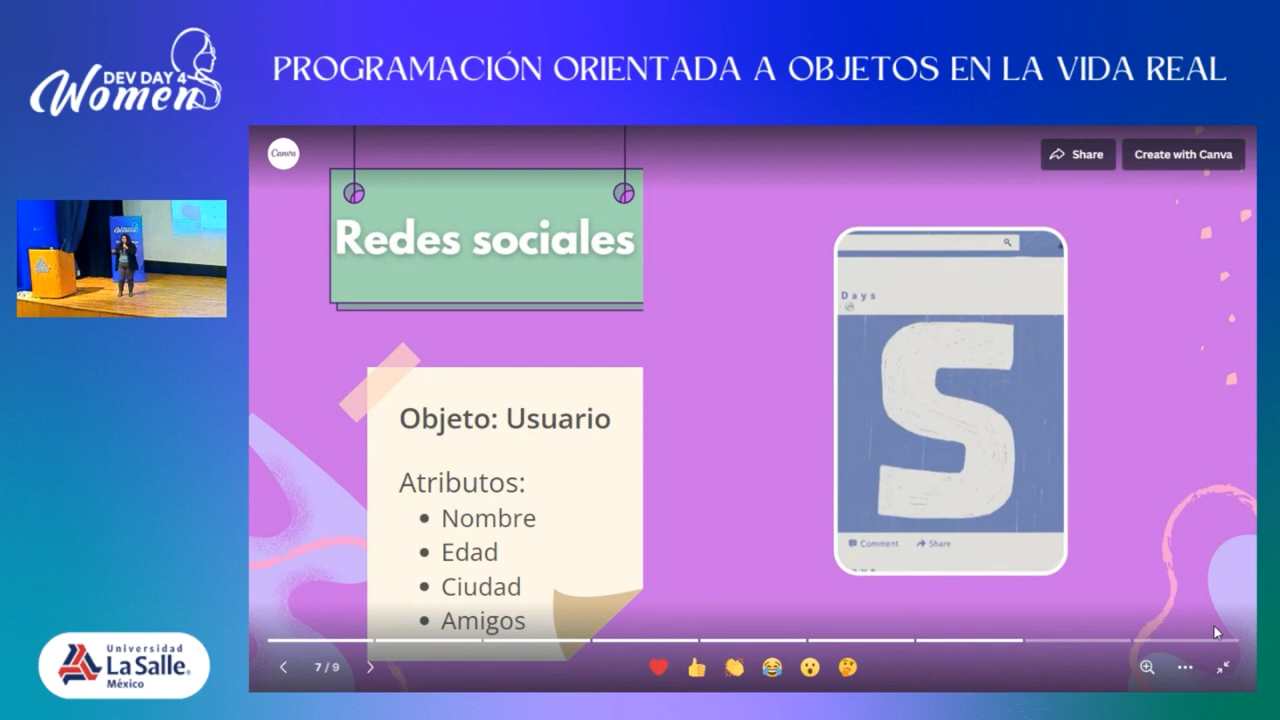 DEV DAY 4
Women
PROGRAMACIÓN ORIENTADA A OBJETOS EN LA VIDA REAL
Canva
Share
Create with Canva
Redes sociales
Days
S
Comment
Share
Objeto: Usuario
Atributos:
• Nombre
• Edad
• Ciudad
• Amigos
7 / 9
Universidad
La Salle®
México